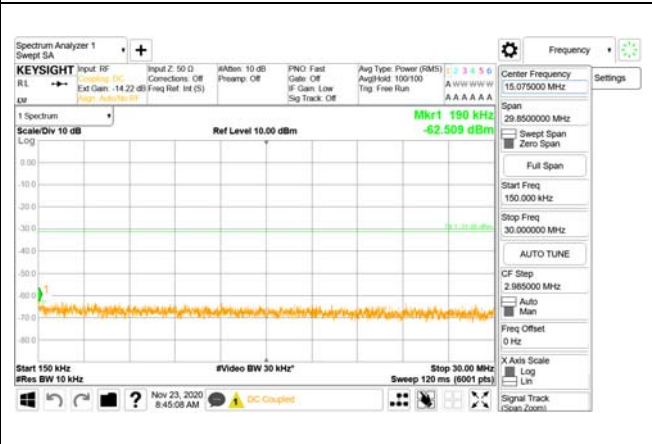 Spectrum Analyzer 1
Swept SA
+
Frequency
KEYSIGHT
RL
Input: RF
Coupling: DC
Ext Gain: -14.22 dB
Align: Auto/No RF
Input Z: 50 Ω
Corrections: Off
Freq Ref: Int (S)
#Atten: 10 dB
Preamp: Off
PNO: Fast
Gate: Off
IF Gain: Low
Sig Track: Off
Avg Type: Power (RMS)
Avg|Hold: 100/100
Trig: Free Run
1 2 3 4 5 6
A W W W W W
A A A A A A
1 Spectrum
Scale/Div 10 dB
Ref Level 10.00 dBm
Mkr1 190 kHz
-62.509 dBm
Log
0.00
-10.0
-20.0
-30.0
-40.0
-50.0
-60.0
-70.0
-80.0
1
Start 150 kHz
#Video BW 30 kHz*
Stop 30.00 MHz
#Res BW 10 kHz
Sweep 120 ms (6001 pts)
Nov 23, 2020
8:45:08 AM
DC Coupled
Settings
Center Frequency
15.075000 MHz
Span
29.8500000 MHz
Swept Span
Zero Span
Full Span
Start Freq
150.000 kHz
Stop Freq
30.000000 MHz
AUTO TUNE
CF Step
2.985000 MHz
Auto
Man
Freq Offset
0 Hz
X Axis Scale
Log
Lin
Signal Track
(Span Zoom)